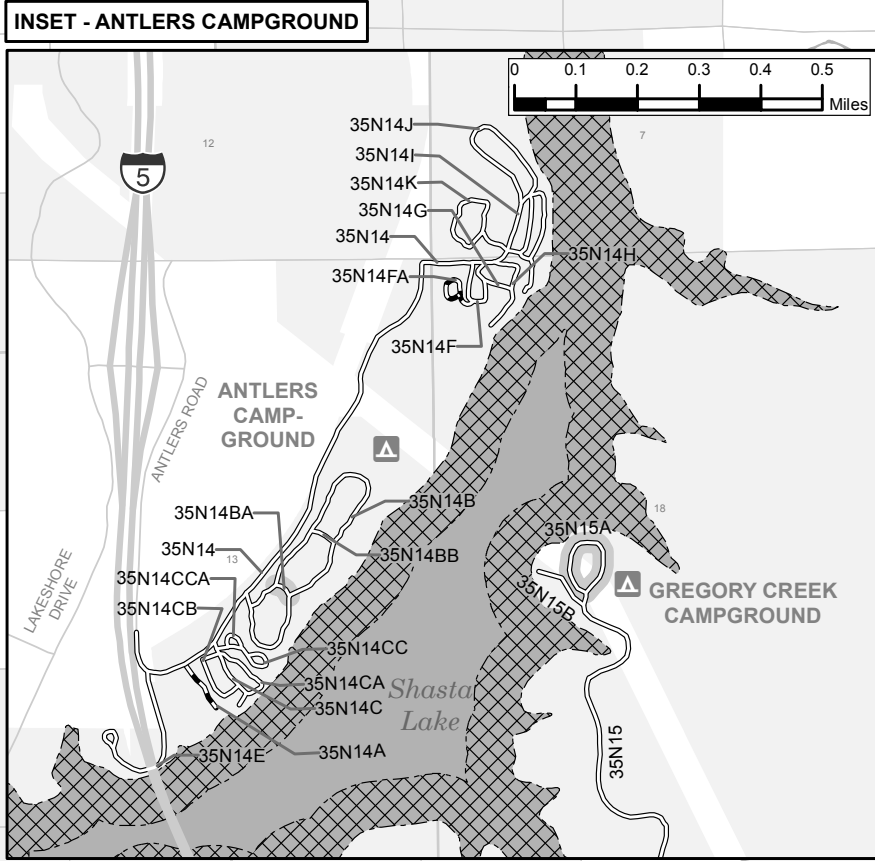 INSET - ANTLERS CAMPGROUND
0 0.1 0.2 0.3 0.4 0.5
Miles
35N14J
7
12
35N14I
5
35N14K
35N14G
35N14
35N14H
35N14FA
35N14F
ANTLERS
CAMP-
GROUND
ANTLERS ROAD
35N14B
18
35N14BA
35N15A
35N14
13
35N14BB
35N14CCA
LAKESHORE
DRIVE
35N15B
GREGORY CREEK
CAMPGROUND
35N14CB
35N14CC
35N14CA
Shasta
Lake
35N14C
35N14A
35N14E
35N15